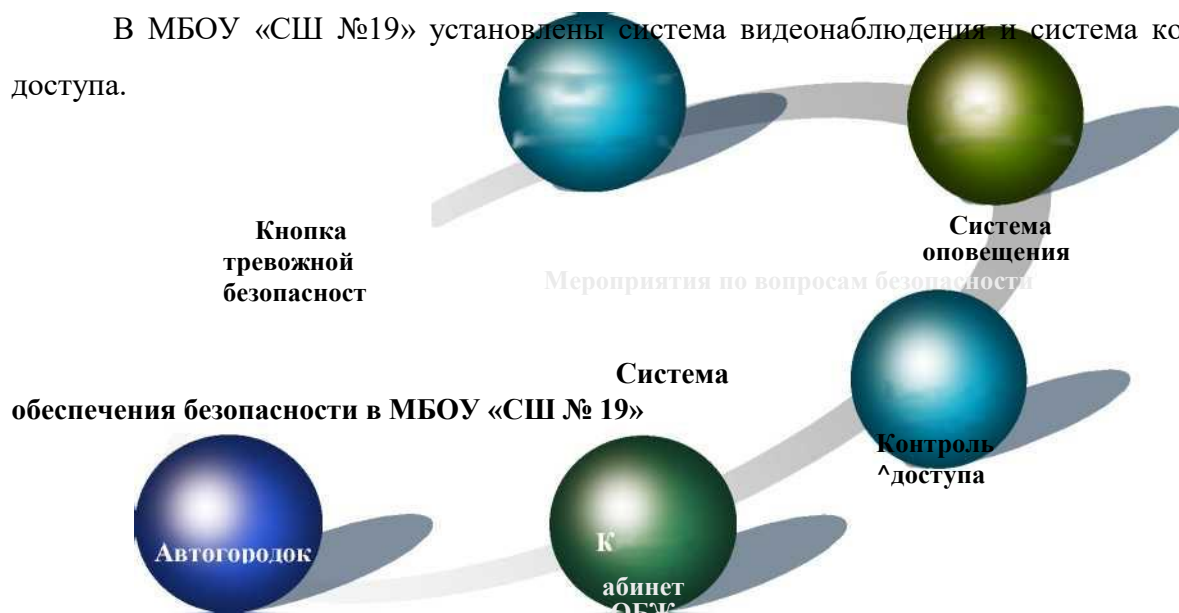 В МБОУ «СШ №19» установлены система видеонаблюдения и система ко
доступа.
Кнопка
тревожной
безопасност
Система
оповещения
Мероприятия по вопросам безопасности
Система
обеспечения безопасности в МБОУ «СШ № 19»
Контроль
^доступа
Автогородок
К
абинет
ОБЖ